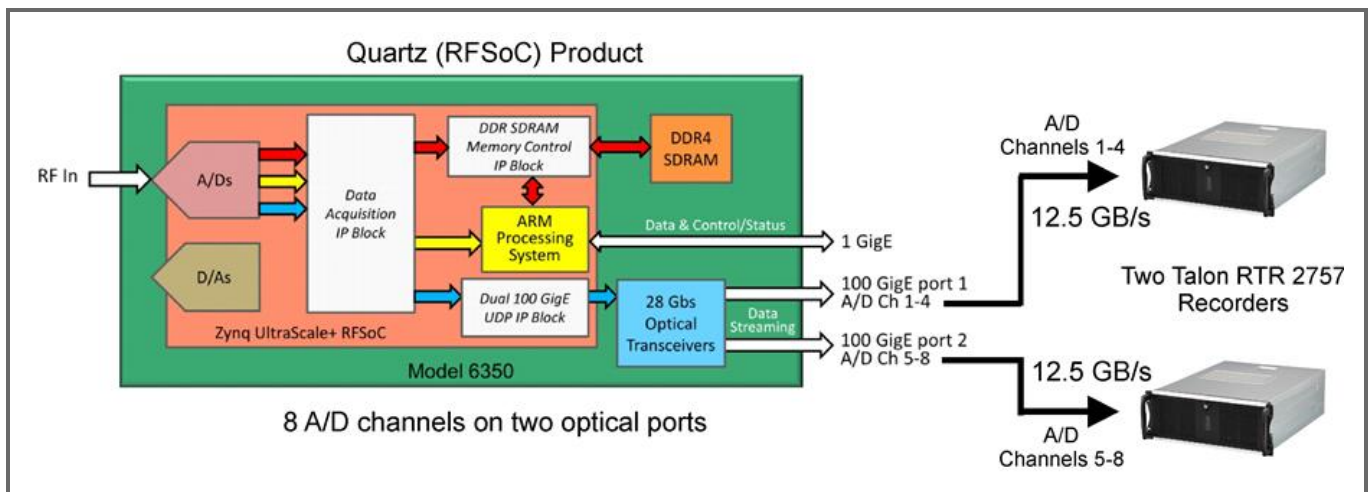 Quartz (RFSoC) Product
RF In
A/Ds
D/As
Data
Acquisition
IP Block
DDR SDRAM
Memory Control
IP Block
DDR4
SDRAM
ARM
Processing
System
Data & Control/Status
1 GigE
Dual 100 GigE
UDP IP Block
28 Gbs
Optical
Transceivers
Data
Streaming
100 GigE port 1
A/D Ch 1-4
100 GigE port 2
A/D Ch 5-8
Zynq UltraScale+ RFSoC
Model 6350
8 A/D channels on two optical ports
A/D
Channels 1-4
12.5 GB/s
Two Talon RTR 2757
Recorders
12.5 GB/s
A/D
Channels 5-8